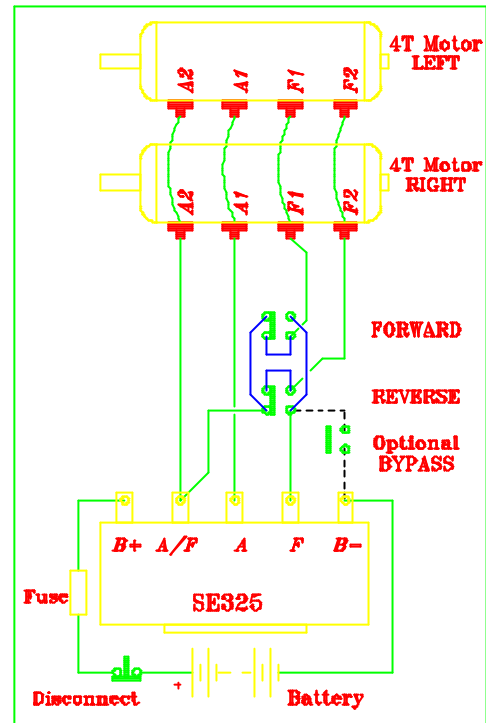 4T Motor
LEFT
A2 A1 F1 F2
4T Motor
RIGHT
A2 A1 F1 F2
FORWARD
REVERSE
Optional
BYPASS
B+ A/F A F B-
Fuse
SE325
+
Disconnect
Battery